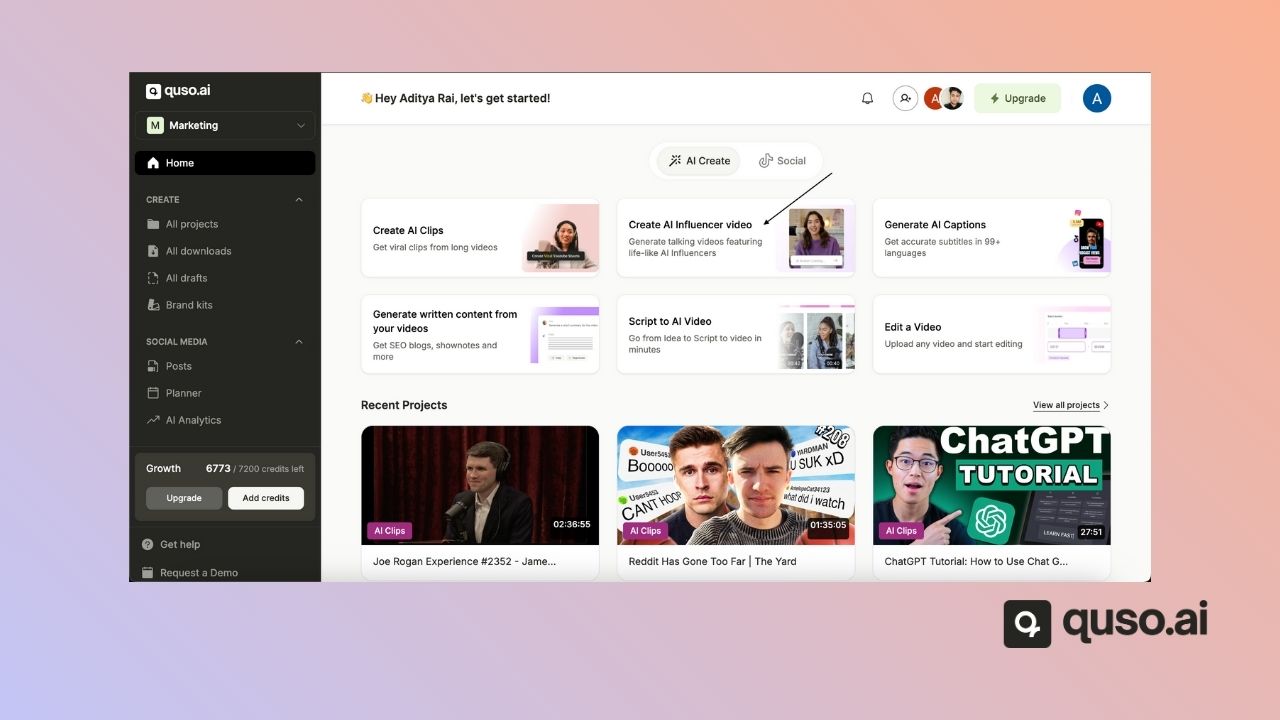 quso.ai
M Marketing
Home
CREATE
All projects
All downloads
All drafts
Brand kits
SOCIAL MEDIA
Posts
Planner
AI Analytics
Growth 6773 / 7200 credits left
Upgrade Add credits
Get help
Request a Demo
👋 Hey Aditya Rai, let's get started!
A
Upgrade
A
AI Create Social
Create AI Clips
Get viral clips from long videos
Create AI Influencer video
Generate talking videos featuring
life-like AI Influencers
Generate AI Captions
Get accurate subtitles in 99+
languages
Generate written content from
your videos
Get SEO blogs, shownotes and
more
Script to AI Video
Go from Idea to Script to video in
minutes
00:42
00:40
Edit a Video
Upload any video and start editing
Recent Projects
View all projects
AI Clips
02:36:55
Joe Rogan Experience #2352 - Jame...
#208
User5453
BOoooo
YARDMAN
U SUK xD
User5453
CANT HOOP
AntelopeCat34123
what did I watch
AI Clips
01:35:05
Reddit Has Gone Too Far | The Yard
ChatGPT
TUTORIAL
LEARN FAST!
AI Clips
27:51
ChatGPT Tutorial: How to Use Chat G...
quso.ai